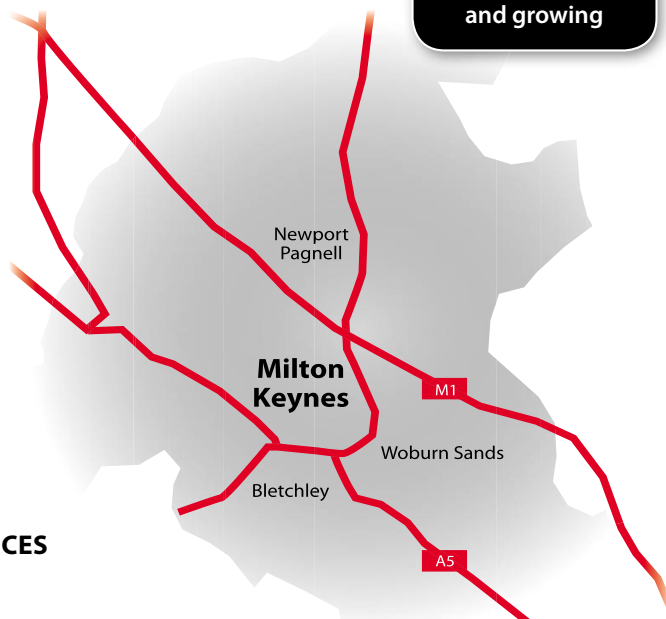 and growing
Newport
Pagnell
Milton
Keynes
M1
Woburn Sands
Bletchley
CES
A5